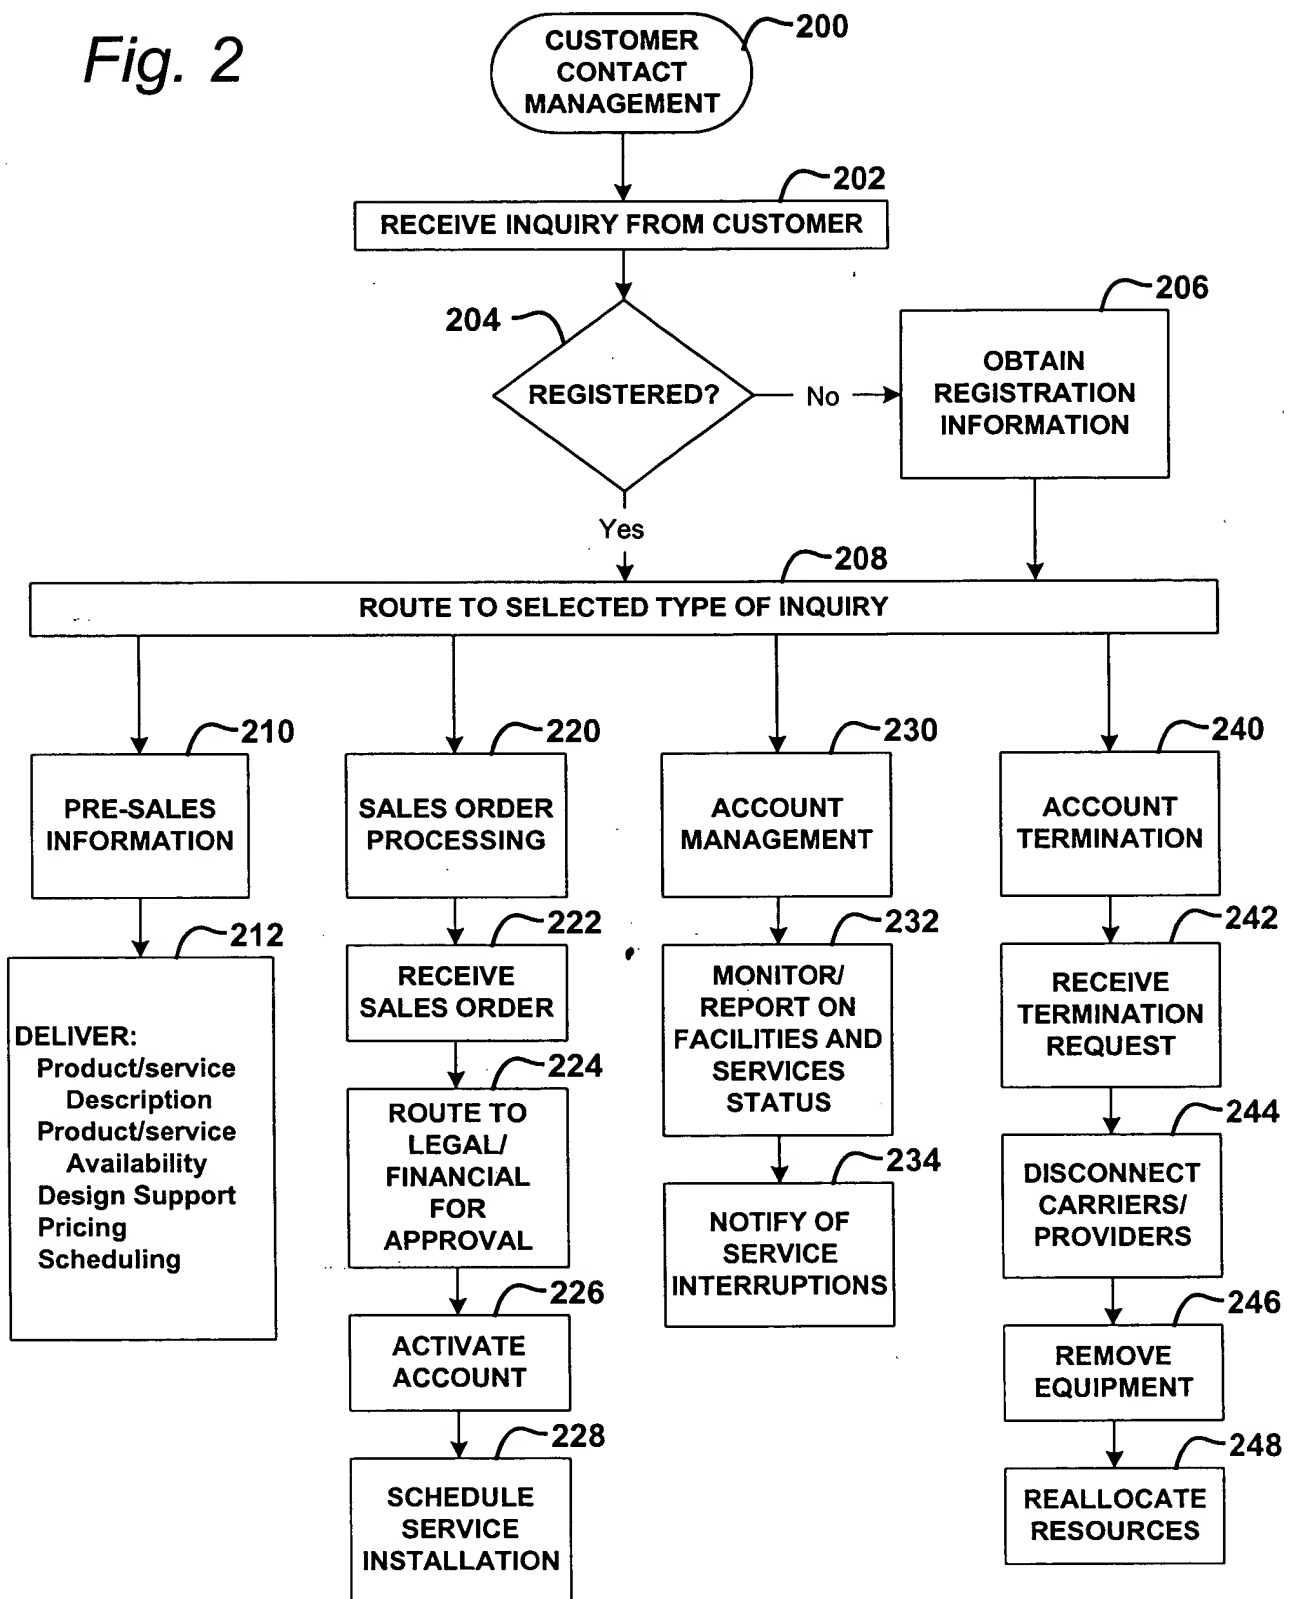 Fig. 2
200
CUSTOMER
CONTACT
MANAGEMENT
202
RECEIVE INQUIRY FROM CUSTOMER
204
REGISTERED?
No
206
OBTAIN
REGISTRATION
INFORMATION
Yes
208
ROUTE TO SELECTED TYPE OF INQUIRY
210
PRE-SALES
INFORMATION
212
DELIVER:
Product/service
Description
Product/service
Availability
Design Support
Pricing
Scheduling
220
SALES ORDER
PROCESSING
222
RECEIVE
SALES ORDER
224
ROUTE TO
LEGAL/
FINANCIAL
FOR
APPROVAL
226
ACTIVATE
ACCOUNT
228
SCHEDULE
SERVICE
INSTALLATION
230
ACCOUNT
MANAGEMENT
232
MONITOR/
REPORT ON
FACILITIES AND
SERVICES
STATUS
234
NOTIFY OF
SERVICE
INTERRUPTIONS
240
ACCOUNT
TERMINATION
242
RECEIVE
TERMINATION
REQUEST
244
DISCONNECT
CARRIERS/
PROVIDERS
246
REMOVE
EQUIPMENT
248
REALLOCATE
RESOURCES